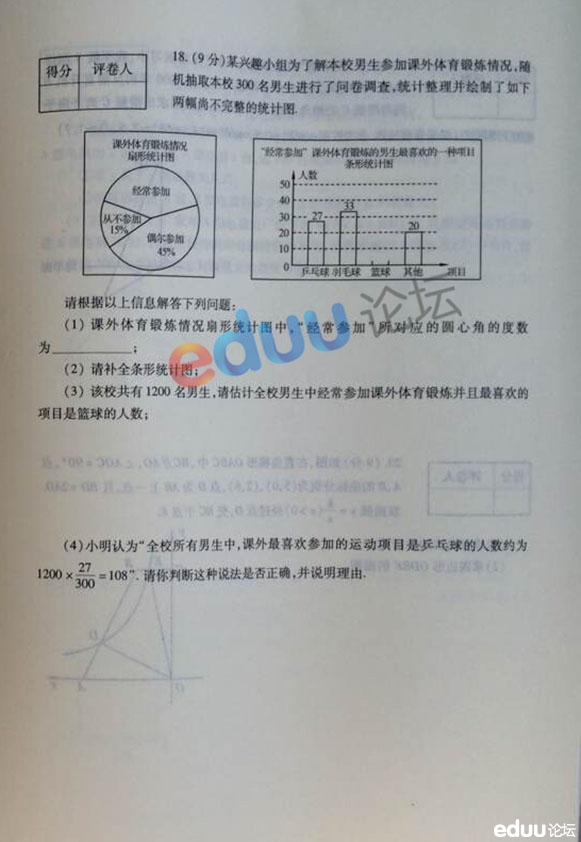 得分 评卷人
18.(9分)某兴趣小组为了解本校男生参加课外体育锻炼情况,随
机抽取本校300名男生进行了问卷调查,统计整理并绘制了如下
两幅尚不完整的统计图.
课外体育锻炼情况
扇形统计图
经常参加
从不参加
15%
偶尔参加
45%
“经常参加”课外体育锻炼的男生最喜欢的一种项目
条形统计图
人数
50
40
30
20
10
0
27
33
20
乒乓球 羽毛球 篮球 其他 项目
请根据以上信息解答下列问题:
(1)课外体育锻炼情况扇形统计图中,“经常参加”所对应的圆心角的度数
为__________;
(2)请补全条形统计图;
(3)该校共有1200名男生,请估计全校男生中经常参加课外体育锻炼并且最喜欢的
项目是篮球的人数;
(4)小明认为“全校所有男生中,课外最喜欢参加的运动项目是乒乓球的人数约为
1200×27/300=108”.请你判断这种说法是否正确,并说明理由.
eduu论坛
eduu论坛